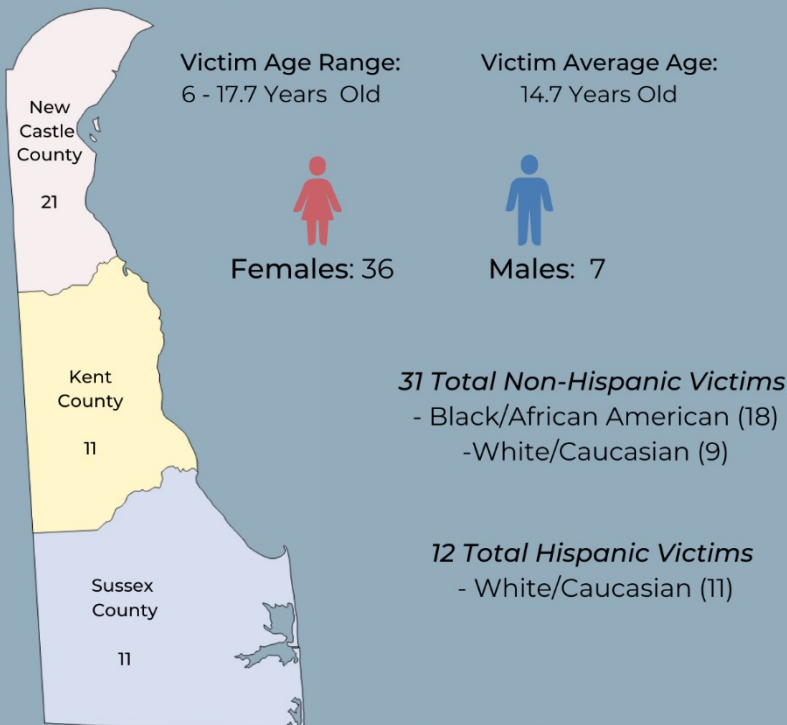 Victim Age Range:
6 - 17.7 Years Old
Victim Average Age:
14.7 Years Old
New
Castle
County
21
Females: 36
Males: 7
Kent
County
11
31 Total Non-Hispanic Victims
- Black/African American (18)
-White/Caucasian (9)
12 Total Hispanic Victims
- White/Caucasian (11)
Sussex
County
11